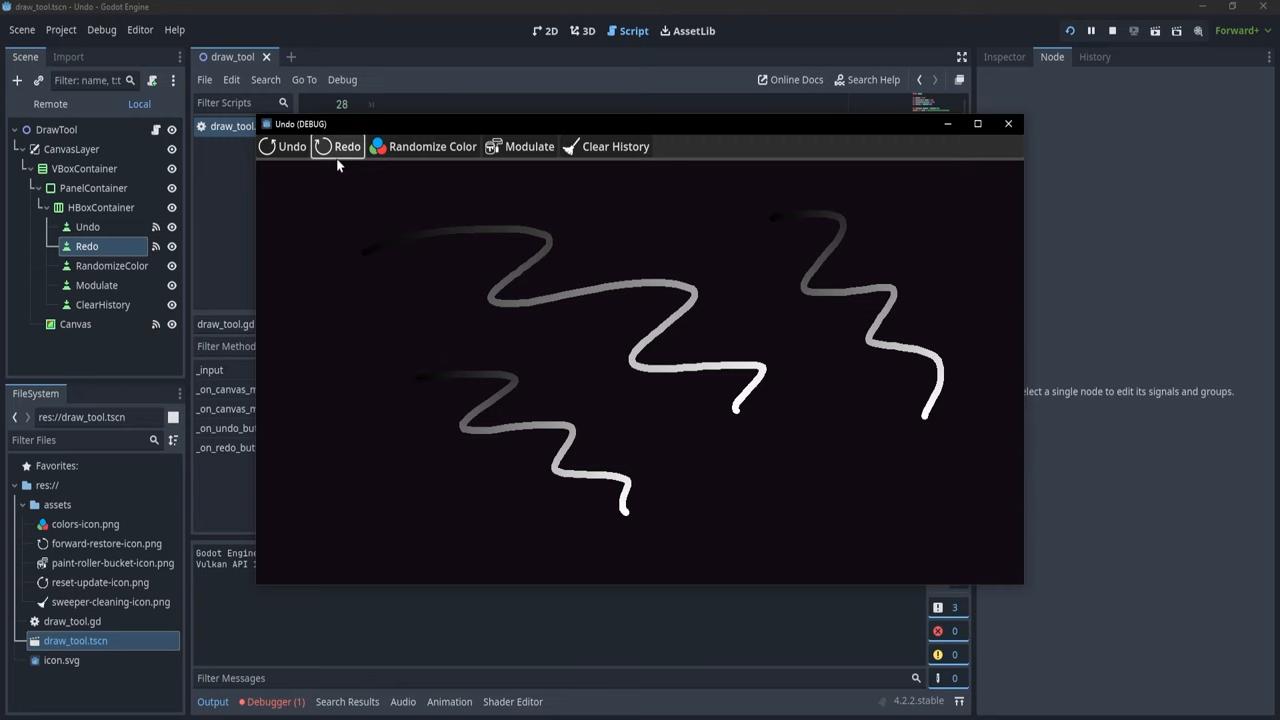 draw_tool.tscn - Undo - Godot Engine
Scene Project Debug Editor Help
2D 3D Script AssetLib
Forward+
Scene Import
draw_tool
Inspector Node History
Filter: name, t:t
File Edit Search Go To Debug
Online Docs Search Help
Remote Local
Filter Scripts
28
draw_tool.
Undo (DEBUG)
Undo Redo Randomize Color Modulate Clear History
DrawTool
CanvasLayer
VBoxContainer
PanelContainer
HBoxContainer
Undo
Redo
RandomizeColor
Modulate
ClearHistory
Canvas
draw_tool.gd
Filter Method
_input
_on_canvas_m
_on_canvas_m
_on_undo_but
_on_redo_butt
elect a single node to edit its signals and groups.
FileSystem
res://draw_tool.tscn
Filter Files
Favorites:
res://
assets
colors-icon.png
forward-restore-icon.png
paint-roller-bucket-icon.png
reset-update-icon.png
sweeper-cleaning-icon.png
draw_tool.gd
draw_tool.tscn
icon.svg
Godot Engine
Vulkan API 1
3
0
0
0
Filter Messages
Output Debugger (1) Search Results Audio Animation Shader Editor
4.2.2.stable